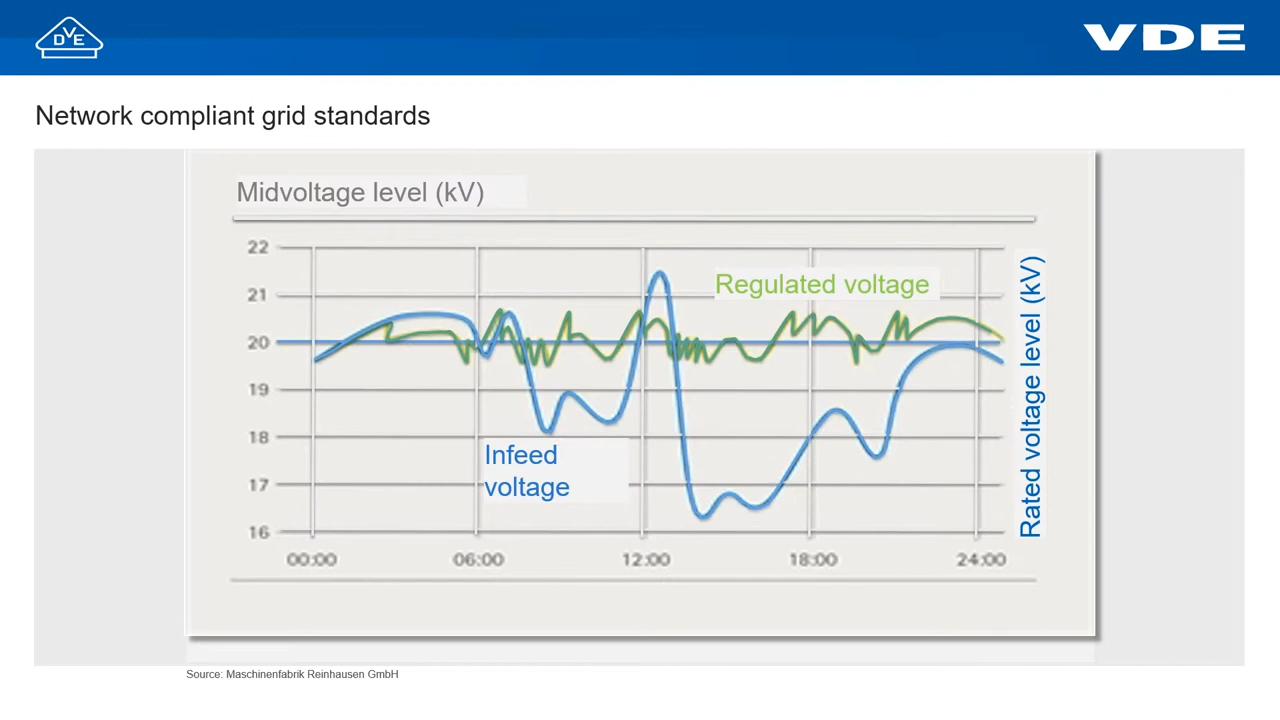 DVE
VDE
Network compliant grid standards
Midvoltage level (kV)
22
21
20
19
18
17
16
Regulated voltage
Infeed
voltage
Rated voltage level (kV)
00:00 06:00 12:00 18:00 24:00
Source: Maschinenfabrik Reinhausen GmbH